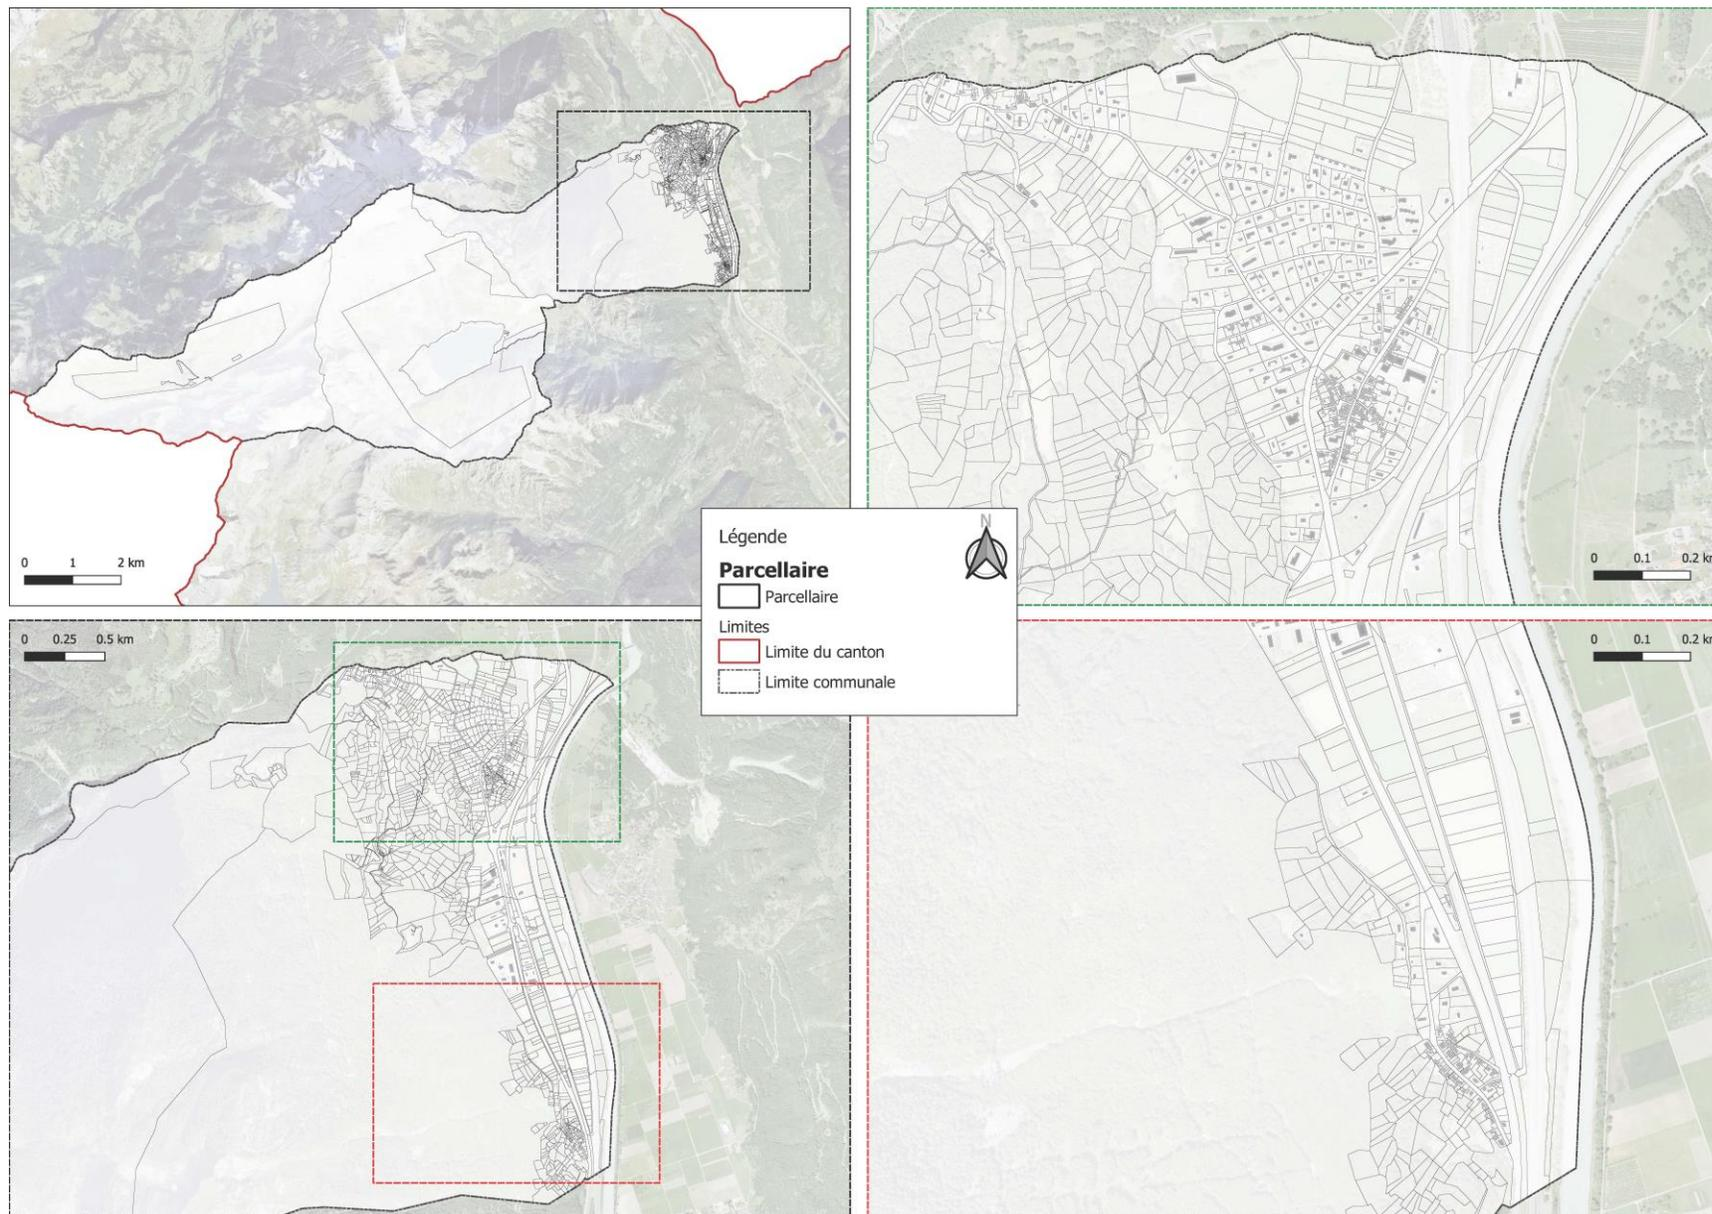 0 1 2 km
0 0.1 0.2 km
Légende
N
Parcellaire
Parcellaire
Limites
Limite du canton
Limite communale
0 0.25 0.5 km
0 0.1 0.2 km